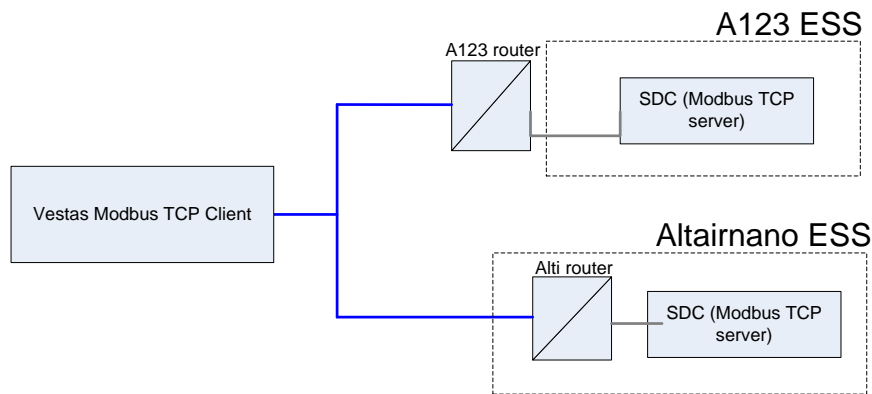 A123 ESS
A123 router
SDC (Modbus TCP
server)
Vestas Modbus TCP Client
Altairnano ESS
Alti router
SDC (Modbus TCP
server)